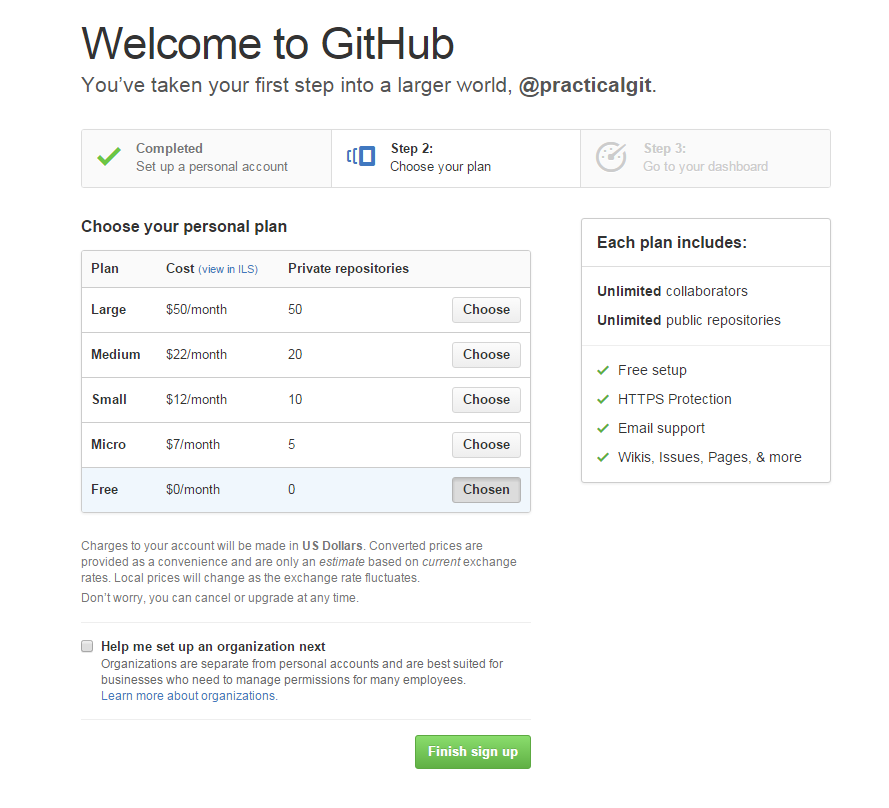 Welcome to GitHub
You've taken your first step into a larger world, @practicalgit.
Completed
Set up a personal account
Step 2:
Choose your plan
Step 3:
Go to your dashboard
Choose your personal plan
Plan Cost (view in ILS) Private repositories
Large $50/month 50 Choose
Medium $22/month 20 Choose
Small $12/month 10 Choose
Micro $7/month 5 Choose
Free $0/month 0 Chosen
Charges to your account will be made in US Dollars. Converted prices are
provided as a convenience and are only an estimate based on current exchange
rates. Local prices will change as the exchange rate fluctuates.
Don't worry, you can cancel or upgrade at any time.
Help me set up an organization next
Organizations are separate from personal accounts and are best suited for
businesses who need to manage permissions for many employees.
Learn more about organizations.
Finish sign up
Each plan includes:
Unlimited collaborators
Unlimited public repositories
Free setup
HTTPS Protection
Email support
Wikis, Issues, Pages, & more